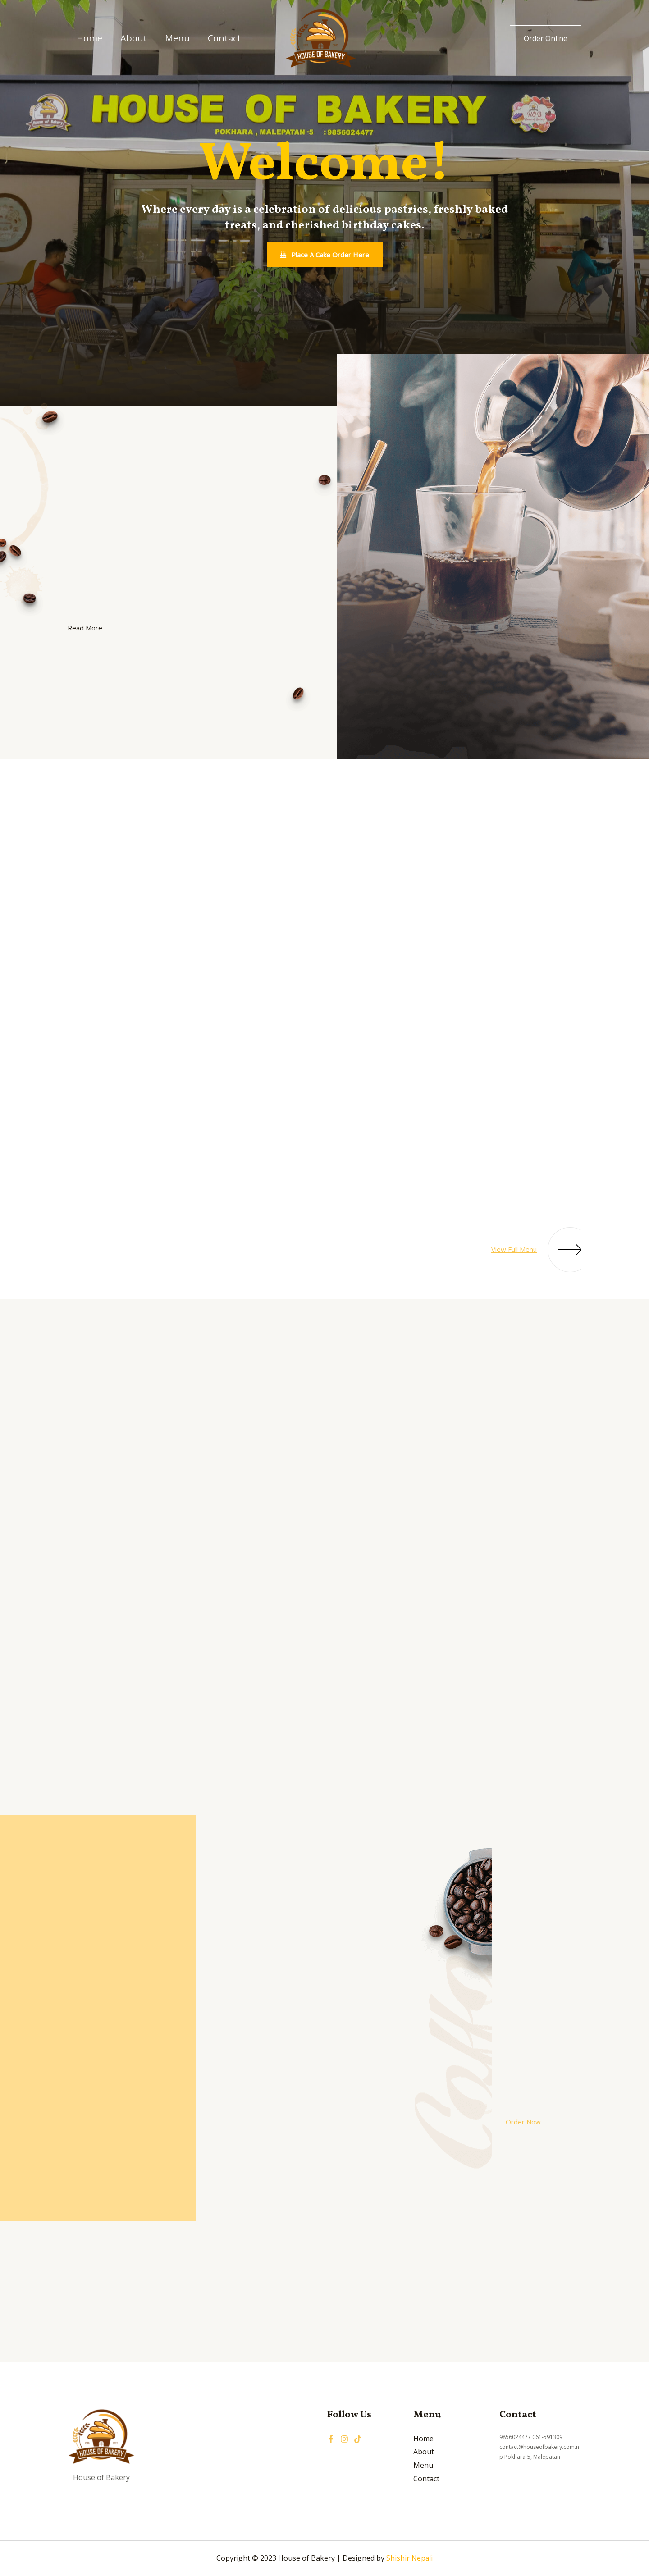 Home
About
Menu
Contact
HOUSE OF BAKERY
Order Online
HOUSE OF BAKERY
POKHARA , MALEPATAN -5 : 9856024477
Welcome!
Where every day is a celebration of delicious pastries, freshly baked
treats, and cherished birthday cakes.
Place A Cake Order Here
Read More
View Full Menu
Order Now
HOUSE OF BAKERY
House of Bakery
Follow Us
Menu
Home
About
Menu
Contact
Contact
9856024477 061-591309
contact@houseofbakery.com.n
p Pokhara-5, Malepatan
Copyright © 2023 House of Bakery | Designed by Shishir Nepali